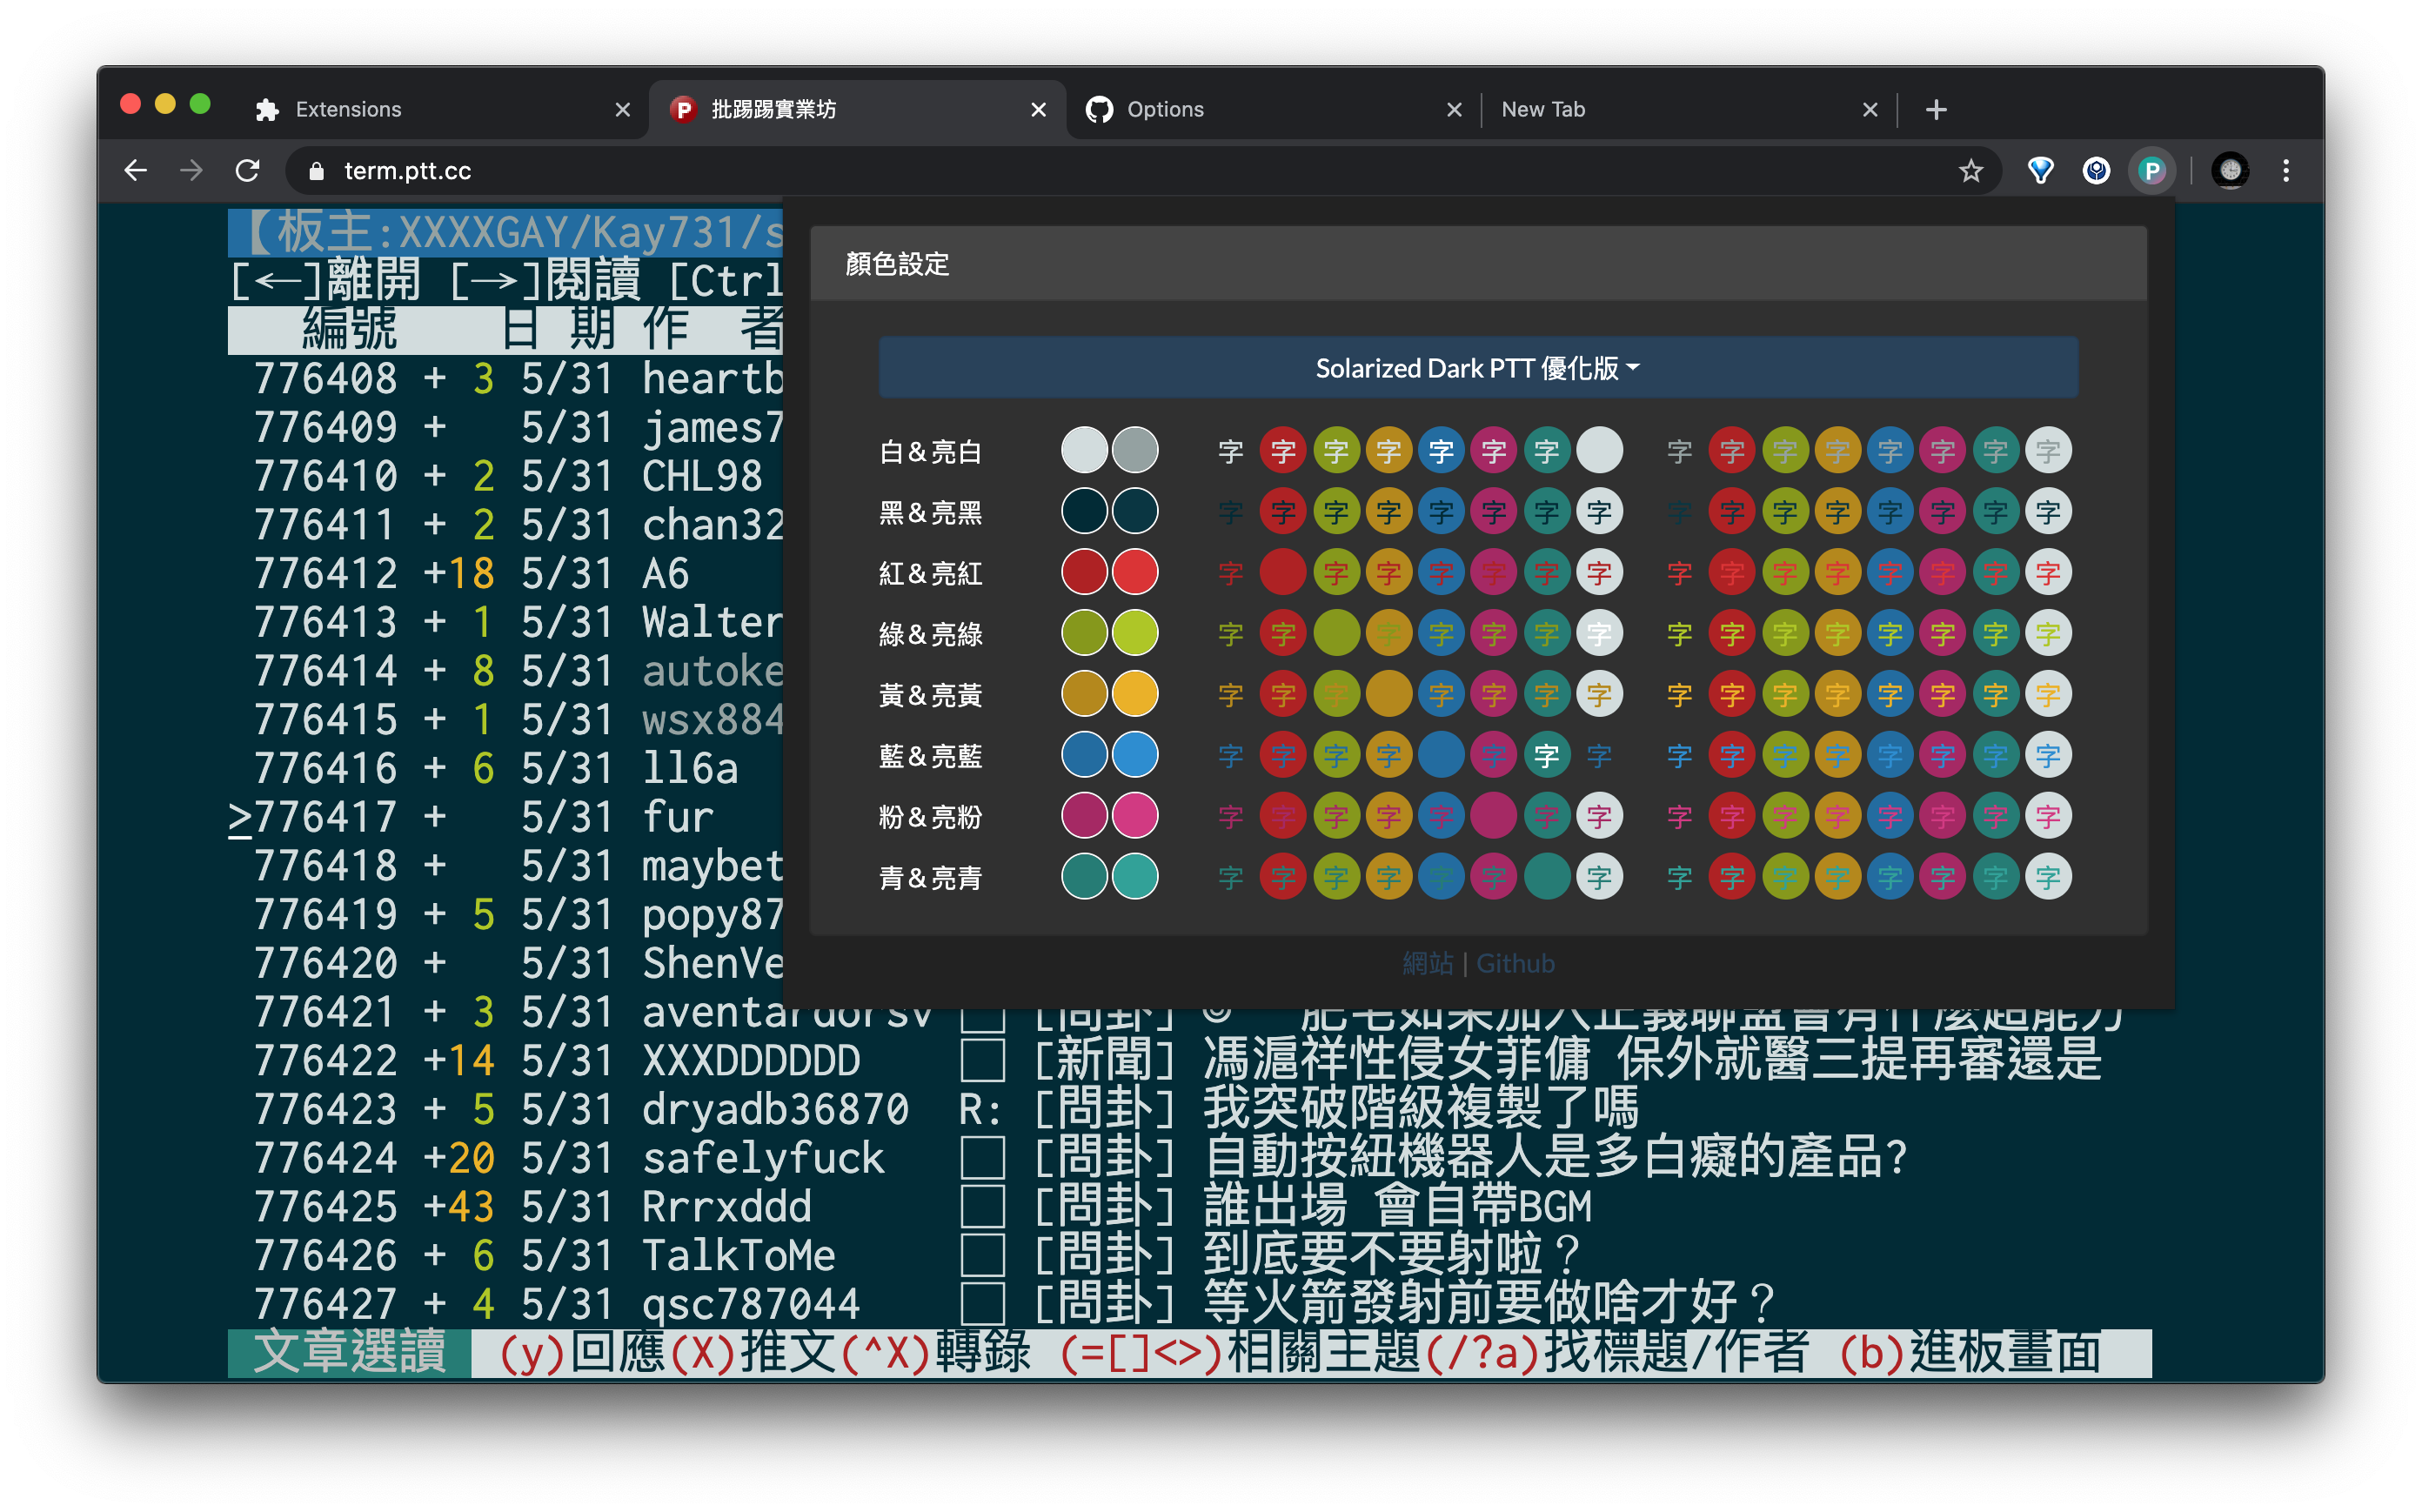 Extensions
批踢踢實業坊
Options
New Tab
term.ptt.cc
【板主:XXXXGAY/Kay731/s
[←]離開 [→]閱讀 [Ctrl
編號 日 期 作 者
776408 + 3 5/31 heartb
776409 + 5/31 james7
776410 + 2 5/31 CHL98
776411 + 2 5/31 chan32
776412 +18 5/31 A6
776413 + 1 5/31 Walter
776414 + 8 5/31 autoke
776415 + 1 5/31 wsx884
776416 + 6 5/31 ll6a
>776417 + 5/31 fur
776418 + 5/31 maybet
776419 + 5 5/31 popy87
776420 + 5/31 ShenVe
776421 + 3 5/31 aventardorsv □ [問卦] 肥宅如果加入正義聯盟會有什麼超能力
776422 +14 5/31 XXXDDDDDD □ [新聞] 馮滬祥性侵女菲傭 保外就醫三提再審還是
776423 + 5 5/31 dryadb36870 R: [問卦] 我突破階級複製了嗎
776424 +20 5/31 safelyfuck □ [問卦] 自動按紐機器人是多白癡的產品?
776425 +43 5/31 Rrrxddd □ [問卦] 誰出場 會自帶BGM
776426 + 6 5/31 TalkToMe □ [問卦] 到底要不要射啦？
776427 + 4 5/31 qsc787044 □ [問卦] 等火箭發射前要做啥才好？
文章選讀 (y)回應(X)推文(^X)轉錄 (=[]<>)相關主題(/?a)找標題/作者 (b)進板畫面
顏色設定
Solarized Dark PTT 優化版
白 & 亮白 字 字 字 字 字 字 字 字 字 字 字 字 字 字 字
黑 & 亮黑 字 字 字 字 字 字 字 字 字 字 字 字 字 字 字 字
紅 & 亮紅 字 字 字 字 字 字 字 字 字 字 字 字 字 字 字
綠 & 亮綠 字 字 字 字 字 字 字 字 字 字 字 字 字 字 字
黃 & 亮黃 字 字 字 字 字 字 字 字 字 字 字 字 字 字 字
藍 & 亮藍 字 字 字 字 字 字 字 字 字 字 字 字 字 字 字
粉 & 亮粉 字 字 字 字 字 字 字 字 字 字 字 字 字 字 字
青 & 亮青 字 字 字 字 字 字 字 字 字 字 字 字 字 字 字
網站 | Github